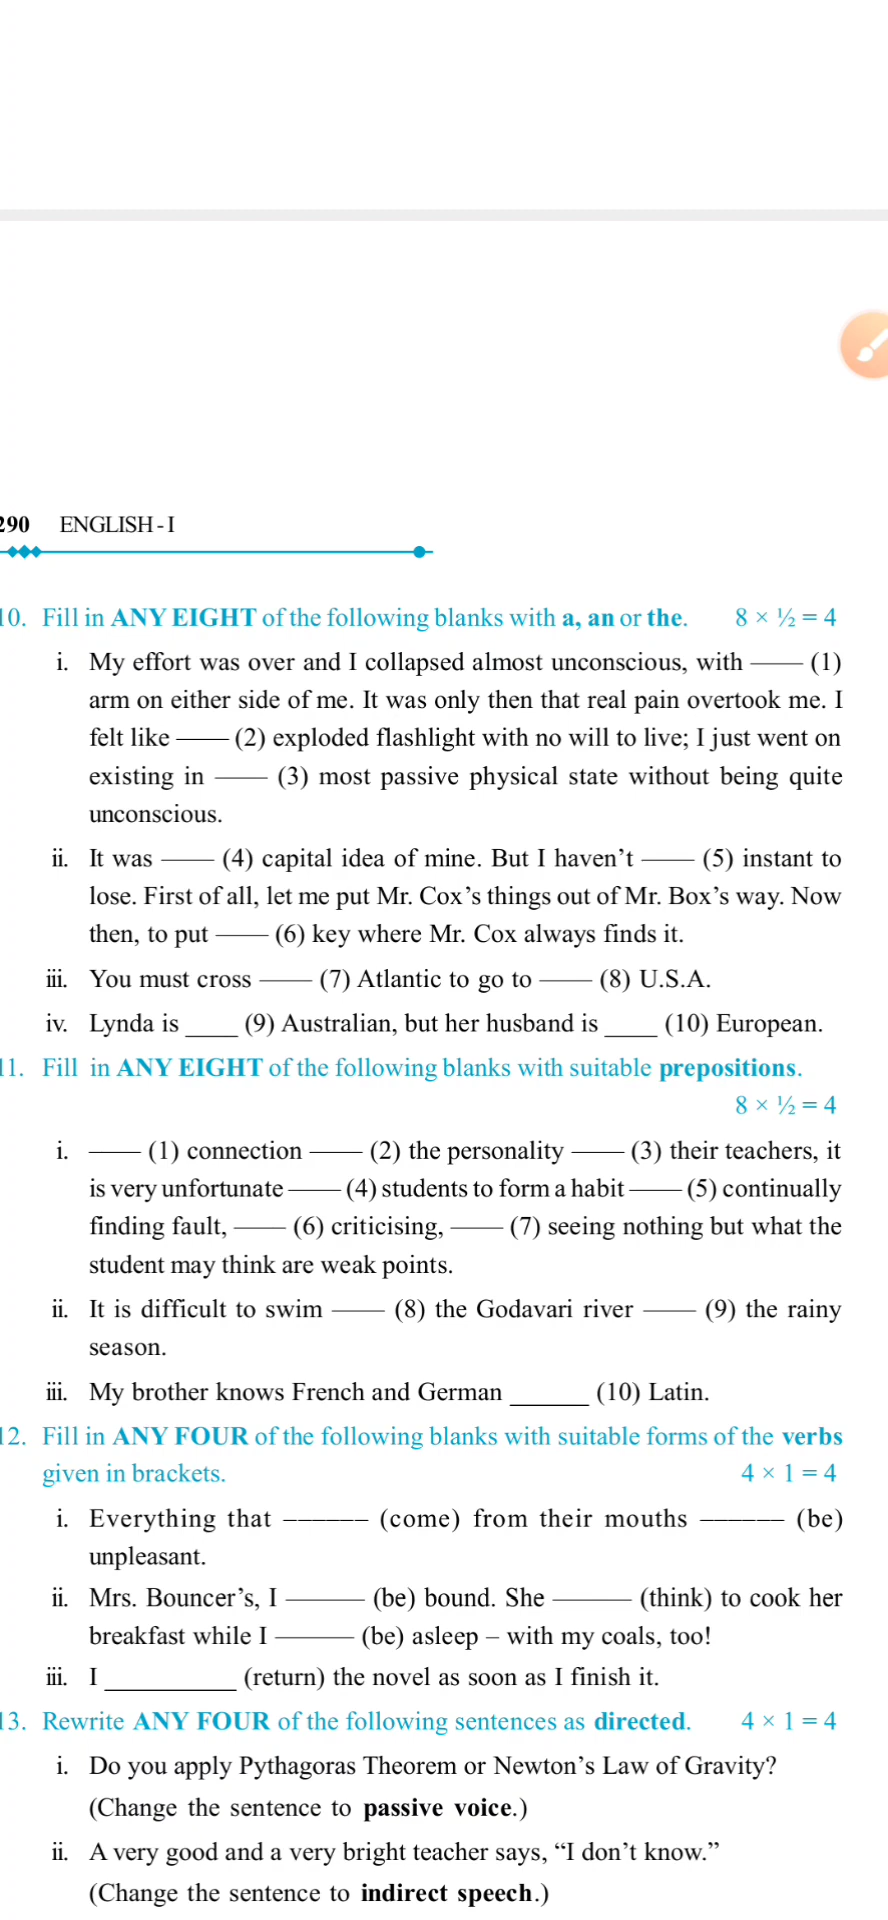 290 ENGLISH - I
10. Fill in ANY EIGHT of the following blanks with a, an or the. 8 × ½ = 4
i. My effort was over and I collapsed almost unconscious, with —— (1)
arm on either side of me. It was only then that real pain overtook me. I
felt like —— (2) exploded flashlight with no will to live; I just went on
existing in —— (3) most passive physical state without being quite
unconscious.
ii. It was —— (4) capital idea of mine. But I haven’t —— (5) instant to
lose. First of all, let me put Mr. Cox’s things out of Mr. Box’s way. Now
then, to put —— (6) key where Mr. Cox always finds it.
iii. You must cross —— (7) Atlantic to go to —— (8) U.S.A.
iv. Lynda is ____ (9) Australian, but her husband is ____ (10) European.
11. Fill in ANY EIGHT of the following blanks with suitable prepositions.
8 × ½ = 4
i. —— (1) connection —— (2) the personality —— (3) their teachers, it
is very unfortunate —— (4) students to form a habit —— (5) continually
finding fault, —— (6) criticising, —— (7) seeing nothing but what the
student may think are weak points.
ii. It is difficult to swim —— (8) the Godavari river —— (9) the rainy
season.
iii. My brother knows French and German ______ (10) Latin.
12. Fill in ANY FOUR of the following blanks with suitable forms of the verbs
given in brackets. 4 × 1 = 4
i. Everything that ------ (come) from their mouths ------ (be)
unpleasant.
ii. Mrs. Bouncer’s, I ——— (be) bound. She ——— (think) to cook her
breakfast while I ——— (be) asleep – with my coals, too!
iii. I __________ (return) the novel as soon as I finish it.
13. Rewrite ANY FOUR of the following sentences as directed. 4 × 1 = 4
i. Do you apply Pythagoras Theorem or Newton’s Law of Gravity?
(Change the sentence to passive voice.)
ii. A very good and a very bright teacher says, “I don’t know.”
(Change the sentence to indirect speech.)